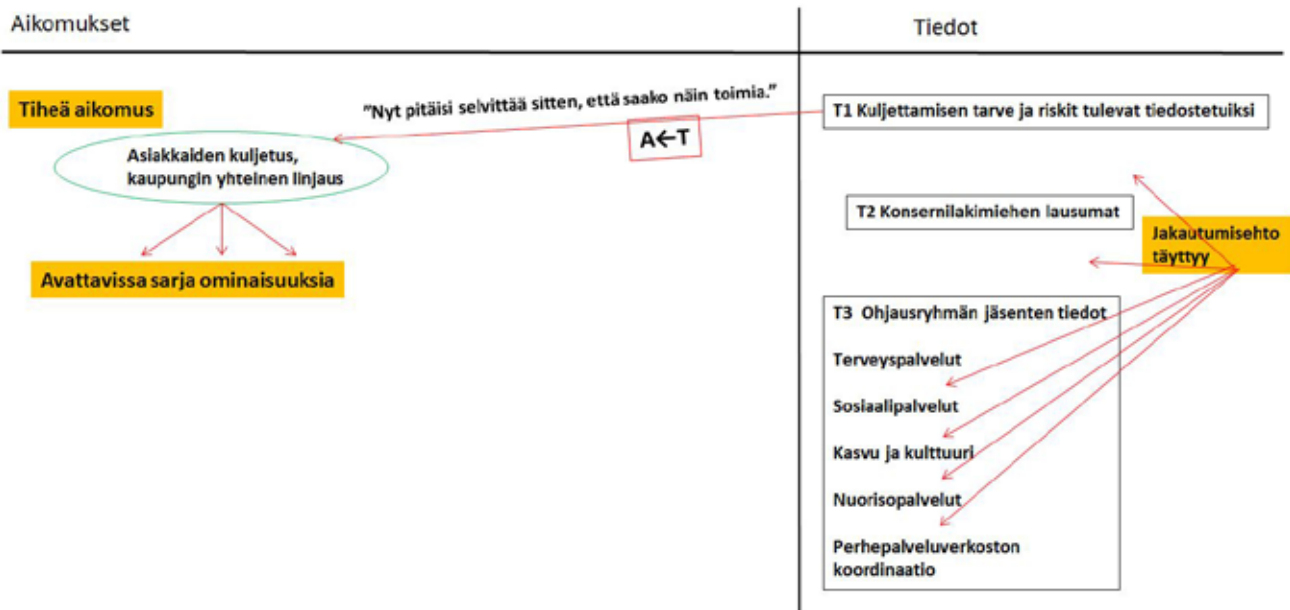 Aikomukset
Tiedot
Tiheä aikomus
"Nyt pitäisi selvittää sitten, että saako näin toimia."
A←T
T1 Kuljettamisen tarve ja riskit tulevat tiedostetuiksi
Asiakkaiden kuljetus,
kaupungin yhteinen linjaus
T2 Konsernilakimiehen lausumat
Jakautumisehto
täyttyy
Avattavissa sarja ominaisuuksia
T3 Ohjausryhmän jäsenten tiedot
Terveyspalvelut
Sosiaalipalvelut
Kasvu ja kulttuuri
Nuorisopalvelut
Perhepalveluverkoston
koordinaatio